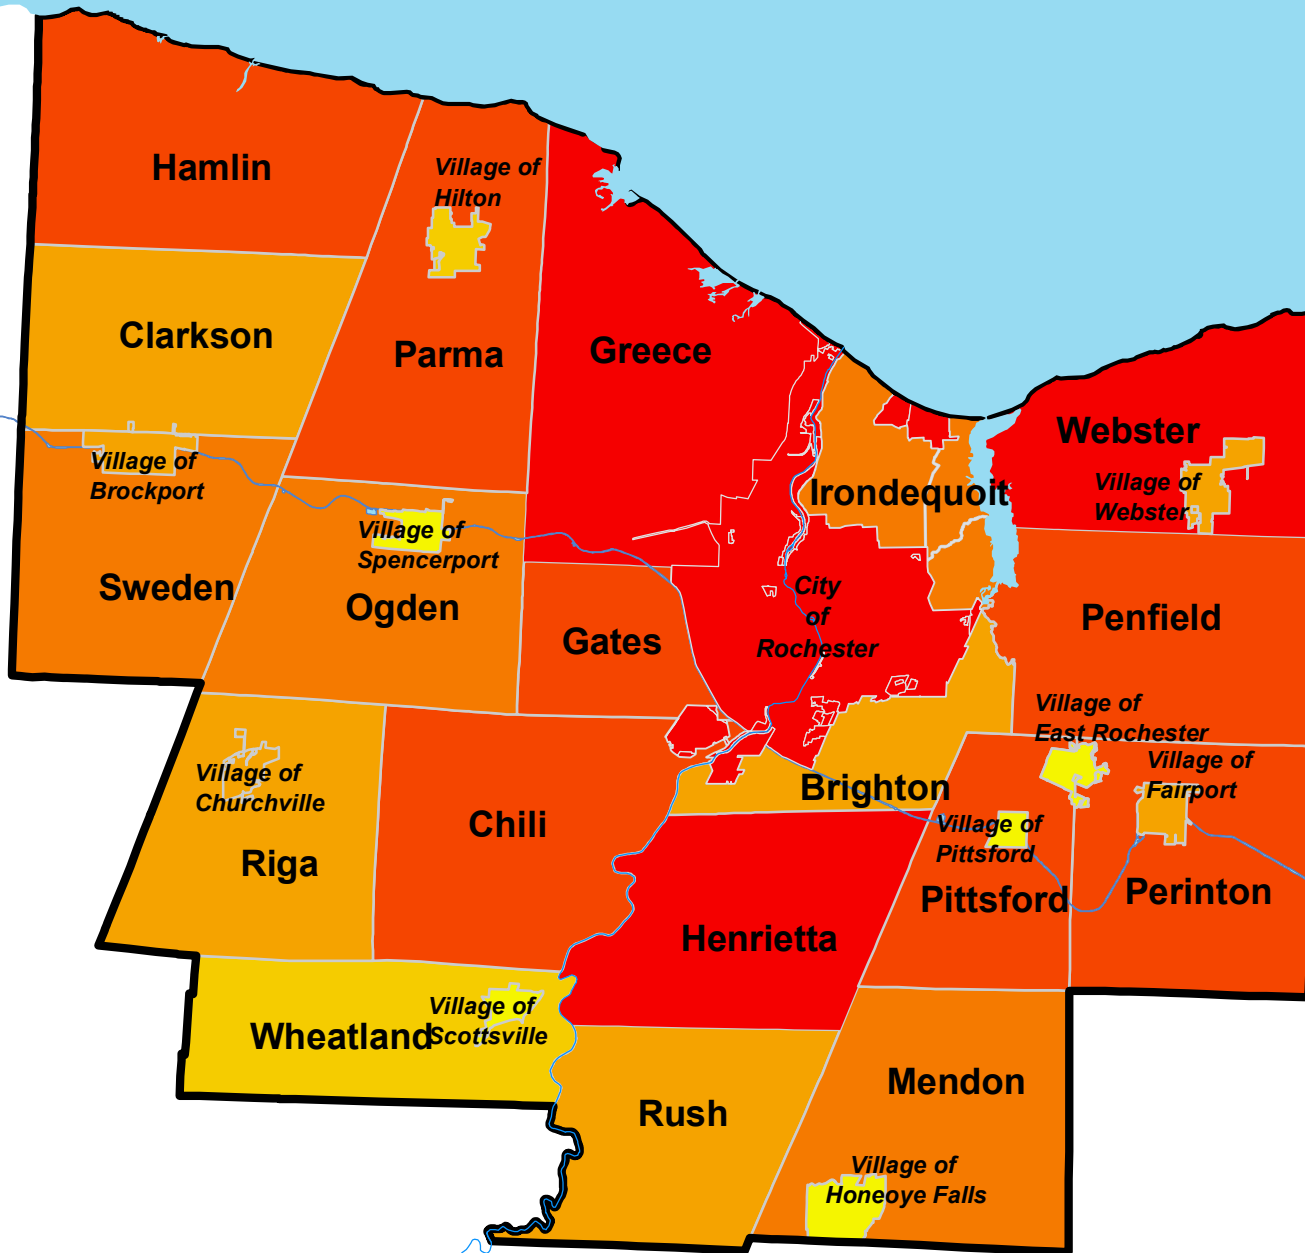 Hamlin
Village of
Hilton
Clarkson
Parma
Greece
Webster
Village of
Brockport
Village of
Webster
Irondequoit
Village of
Spencerport
Sweden
Ogden
Gates
City
of
Rochester
Penfield
Village of
East Rochester
Village of
Fairport
Village of
Churchville
Brighton
Chili
Village of
Pittsford
Riga
Pittsford
Perinton
Henrietta
Village of
Scottsville
Wheatland
Mendon
Rush
Village of
Honeoye Falls